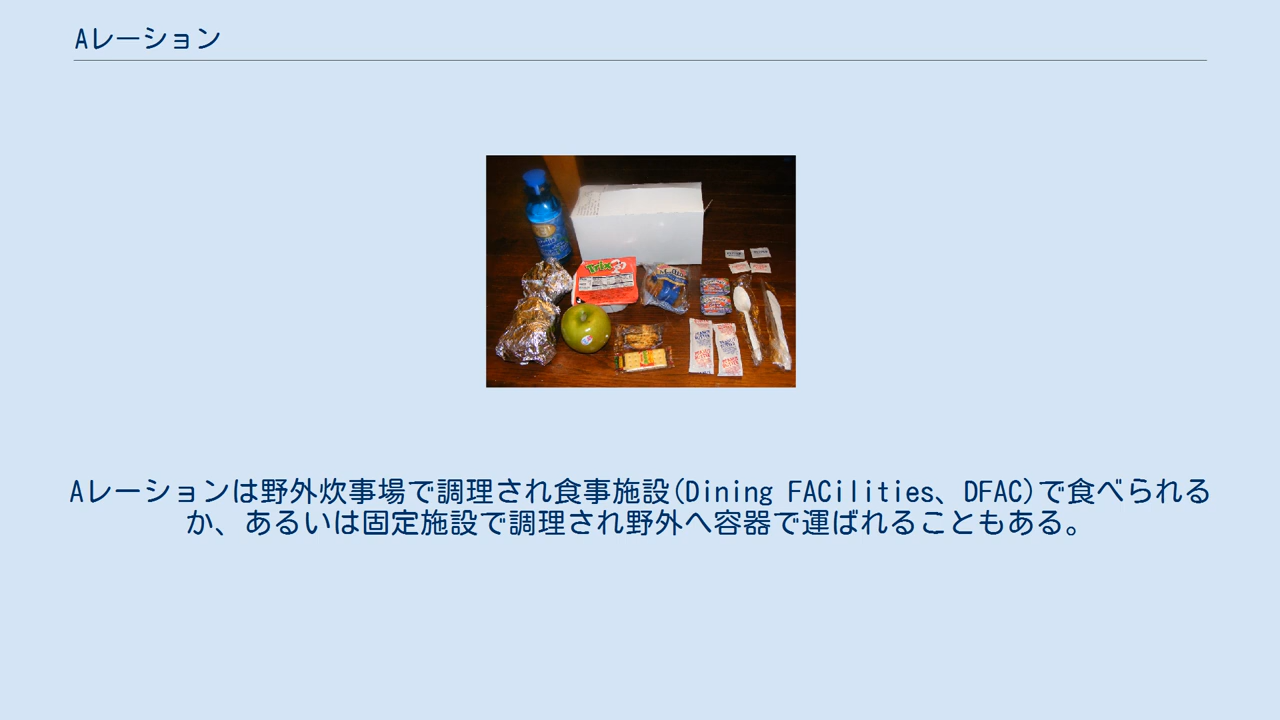 Aレーション
Trix
Aレーションは野外炊事場で調理され食事施設(Dining FACilities、DFAC)で食べられる
か、あるいは固定施設で調理され野外へ容器で運ばれることもある。